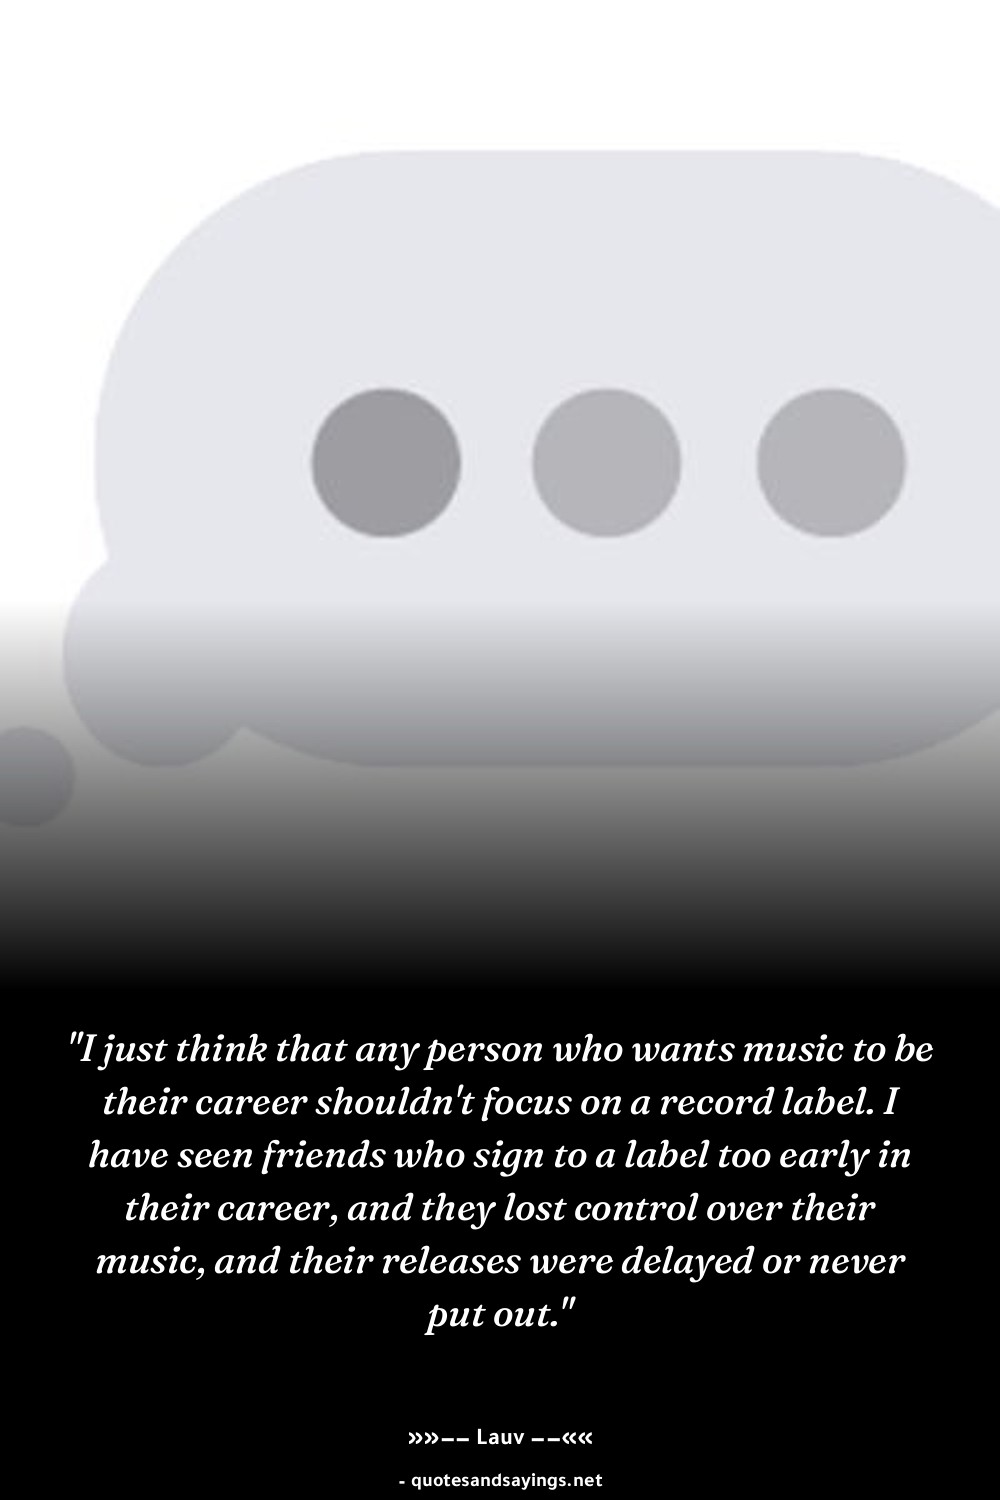 "I just think that any person who wants music to be
their career shouldn't focus on a record label. I
have seen friends who sign to a label too early in
their career, and they lost control over their
music, and their releases were delayed or never
put out."
»»–– Lauv ––««
- quotesandsayings.net